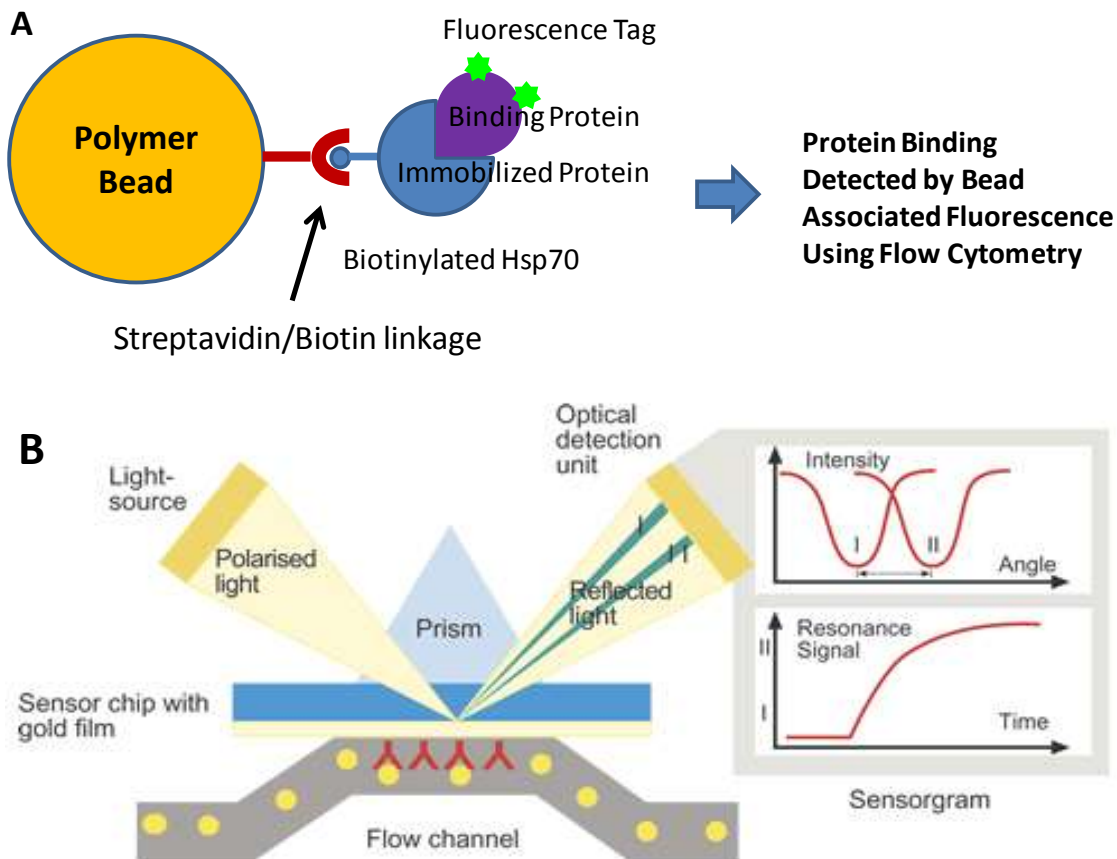 A
Fluorescence Tag
Polymer
Bead
Binding Protein
Immobilized Protein
Biotinylated Hsp70
Streptavidin/Biotin linkage
Protein Binding
Detected by Bead
Associated Fluorescence
Using Flow Cytometry
B
Light-
source
Polarised
light
Prism
Optical
detection
unit
I
II
Reflected
light
Sensor chip with
gold film
Flow channel
Intensity
I
II
Angle
Resonance
Signal
II
I
Time
Sensorgram